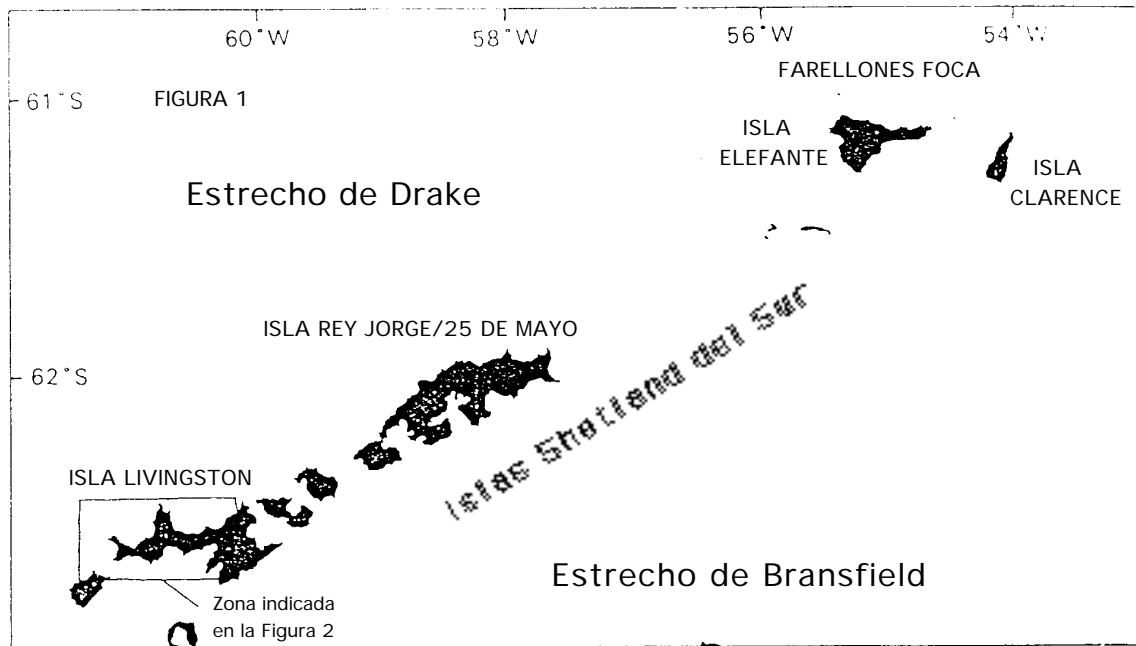 60°W
58°W
56°W
54°W
FARELLONES FOCA
61°S
FIGURA 1
ISLA
ELEFANTE
ISLA
CLARENCE
Estrecho de Drake
ISLA REY JORGE/25 DE MAYO
Islas Shetland del Sur
62°S
ISLA LIVINGSTON
Estrecho de Bransfield
Zona indicada
en la Figura 2